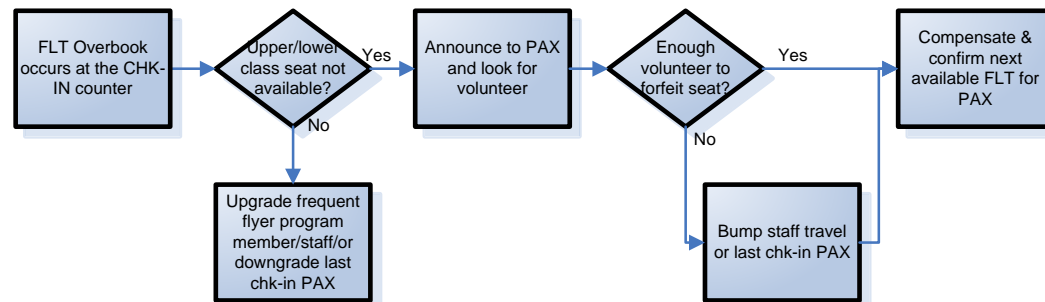 FLT Overbook
occurs at the CHK-
IN counter
Upper/lower
class seat not
available?
Yes
No
Upgrade frequent
flyer program
member/staff/or
downgrade last
chk-in PAX
Announce to PAX
and look for
volunteer
Enough
volunteer to
forfeit seat?
Yes
No
Bump staff travel
or last chk-in PAX
Compensate &
confirm next
available FLT for
PAX